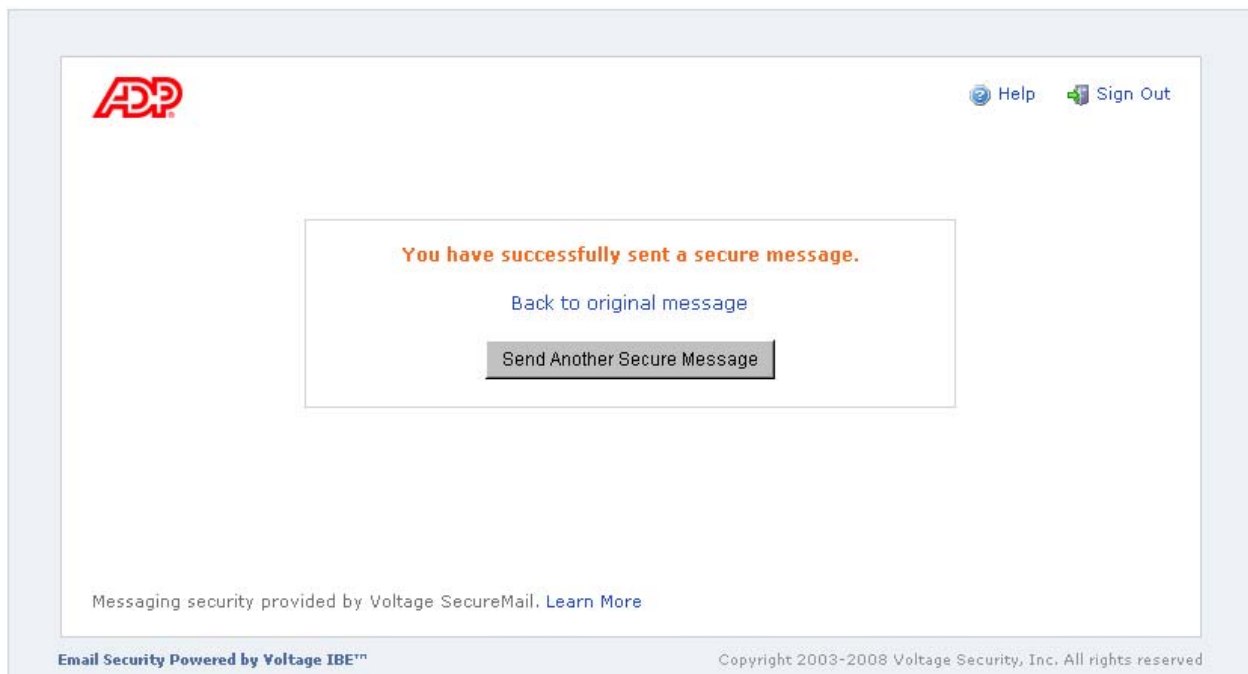 ADP
Help
Sign Out
You have successfully sent a secure message.
Back to original message
Send Another Secure Message
Messaging security provided by Voltage SecureMail. Learn More
Email Security Powered by Voltage IBE™
Copyright 2003-2008 Voltage Security, Inc. All rights reserved